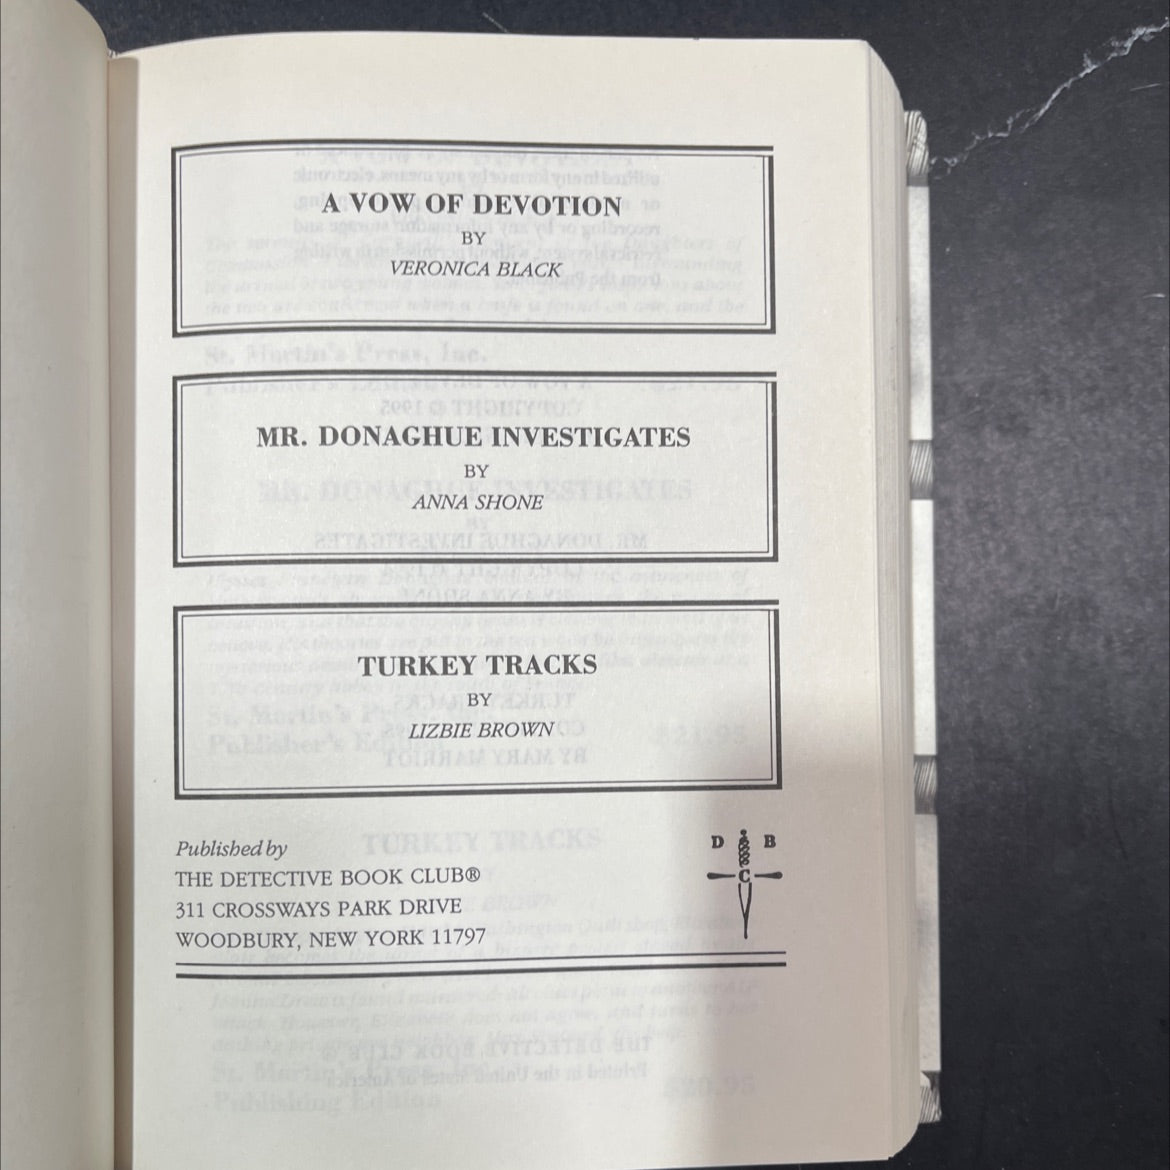 A VOW OF DEVOTION
BY
VERONICA BLACK
MR. DONAGHUE INVESTIGATES
BY
ANNA SHONE
TURKEY TRACKS
BY
LIZBIE BROWN
Published by
THE DETECTIVE BOOK CLUB®
311 CROSSWAYS PARK DRIVE
WOODBURY, NEW YORK 11797
D B
C